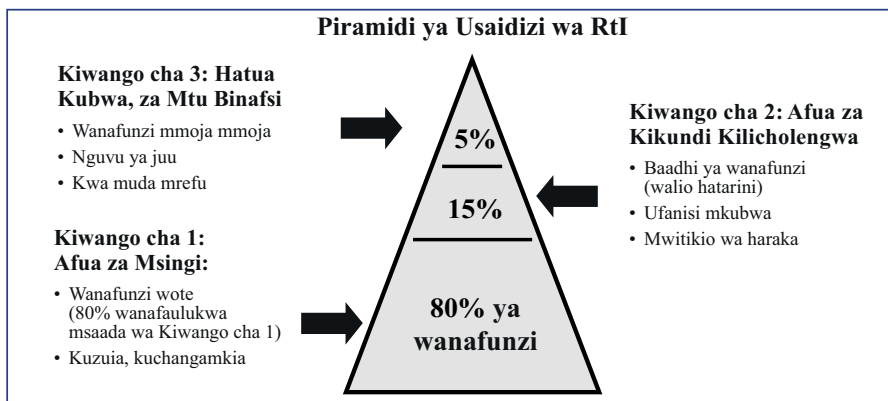 Piramidi ya Usaidizi wa RtI
Kiwango cha 3: Hatua
Kubwa, za Mtu Binafsi
• Wanafunzi mmoja mmoja
• Nguvu ya juu
• Kwa muda mrefu
Kiwango cha 2: Afua za
Kikundi Kilicholengwa
• Baadhi ya wanafunzi
(walio hatarini)
• Ufanisi mkubwa
• Mwitikio wa haraka
Kiwango cha 1:
Afua za Msingi:
• Wanafunzi wote
(80% wanafaulukwa
msaada wa Kiwango cha 1)
• Kuzuia, kuchangamkia
5%
15%
80% ya
wanafunzi